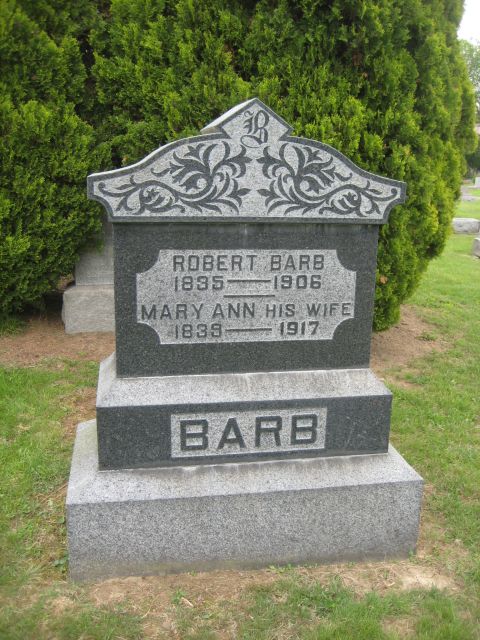 B
ROBERT BARB
1835—1906
MARY ANN HIS WIFE
1839—1917
BARB